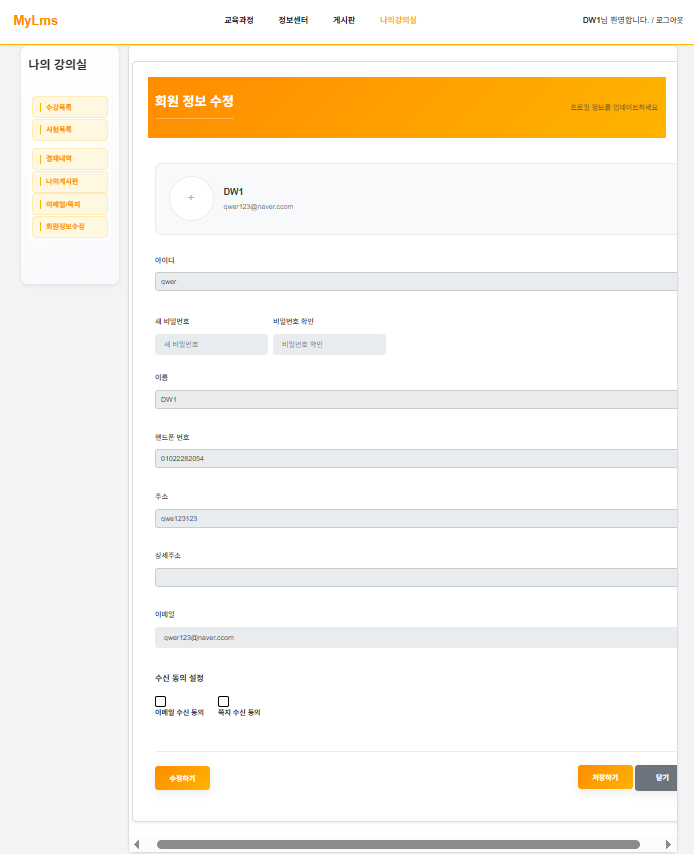 MyLms
교육과정 정보센터 게시판 나의강의실
DW1님 환영합니다. / 로그아웃
나의 강의실
수강목록
시험목록
결제내역
나의게시판
이메일/쪽지
회원정보수정
회원 정보 수정
프로필 정보를 업데이트하세요
+
DW1
qwer123@naver.ccom
아이디
qwer
새 비밀번호 비밀번호 확인
새 비밀번호 비밀번호 확인
이름
DW1
핸드폰 번호
01022282054
주소
qwe123123
상세주소
이메일
qwer123@naver.ccom
수신 동의 설정
이메일 수신 동의 쪽지 수신 동의
수정하기 저장하기 닫기